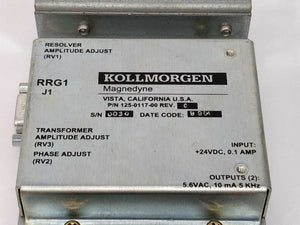 RESOLVER
AMPLITUDE ADJUST
(RV1)
KOLLMORGEN
RRG1
Magnedyne
J1
VISTA, CALIFORNIA U.S.A.
P/N 125-0117-00 REV.
S/N 0030 DATE CODE:
TRANSFORMER
AMPLITUDE ADJUST
(RV3)
INPUT:
+24VDC, 0.1 AMP
PHASE ADJUST
(RV2)
OUTPUTS (2):
5.6VAC, 10 mA 5 KHz